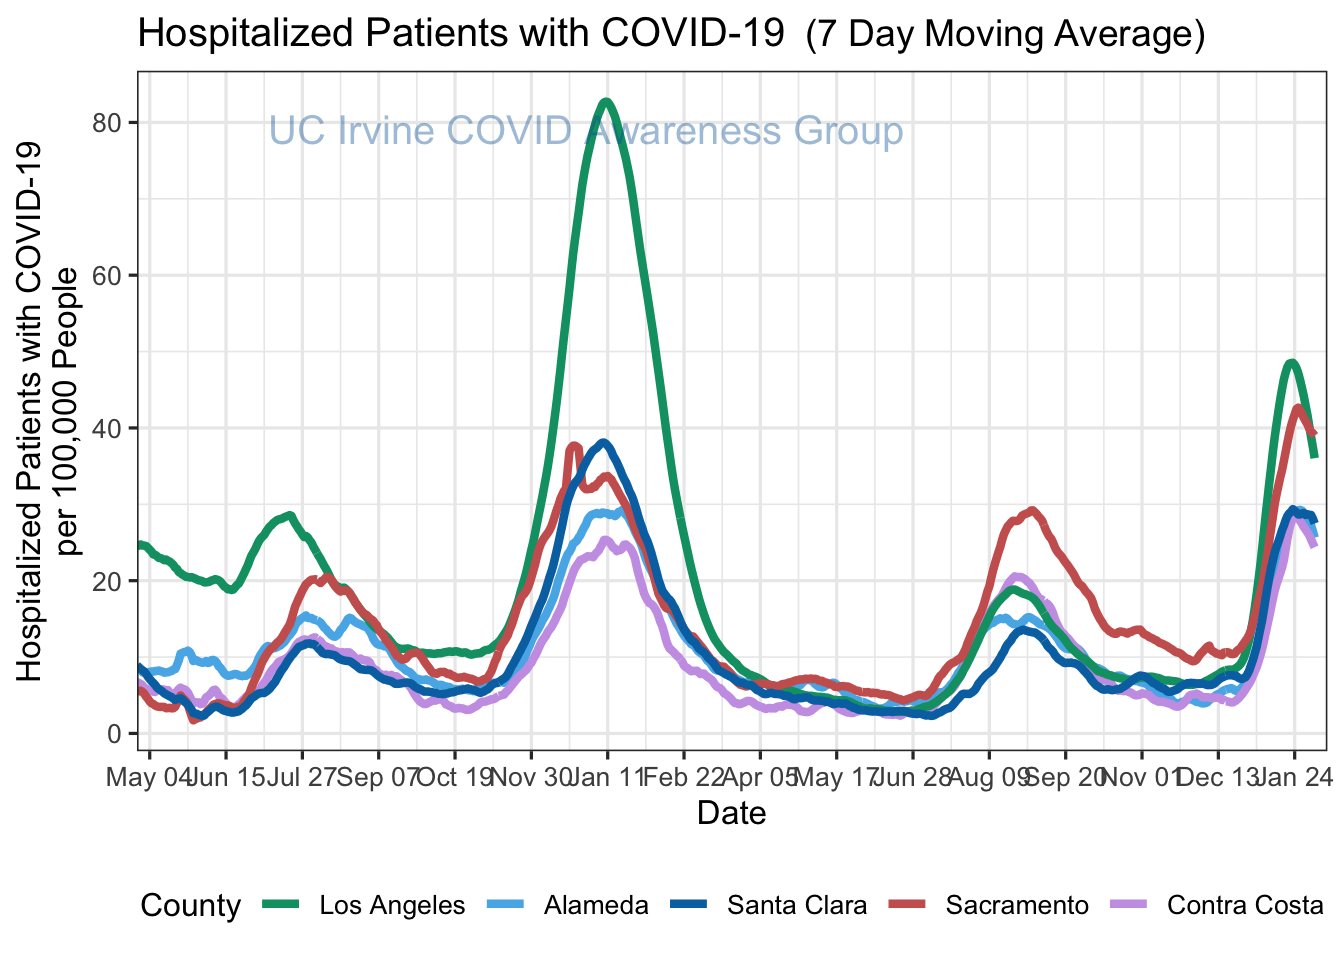 Hospitalized Patients with COVID-19 (7 Day Moving Average)
UC Irvine COVID Awareness Group
Hospitalized Patients with COVID-19
per 100,000 People
80
60
40
20
0
May 04 Jun 15 Jul 27 Sep 07 Oct 19 Nov 30 Jan 11 Feb 22 Apr 05 May 17 Jun 28 Aug 09 Sep 20 Nov 01 Dec 13 Jan 24
Date
County Los Angeles Alameda Santa Clara Sacramento Contra Costa